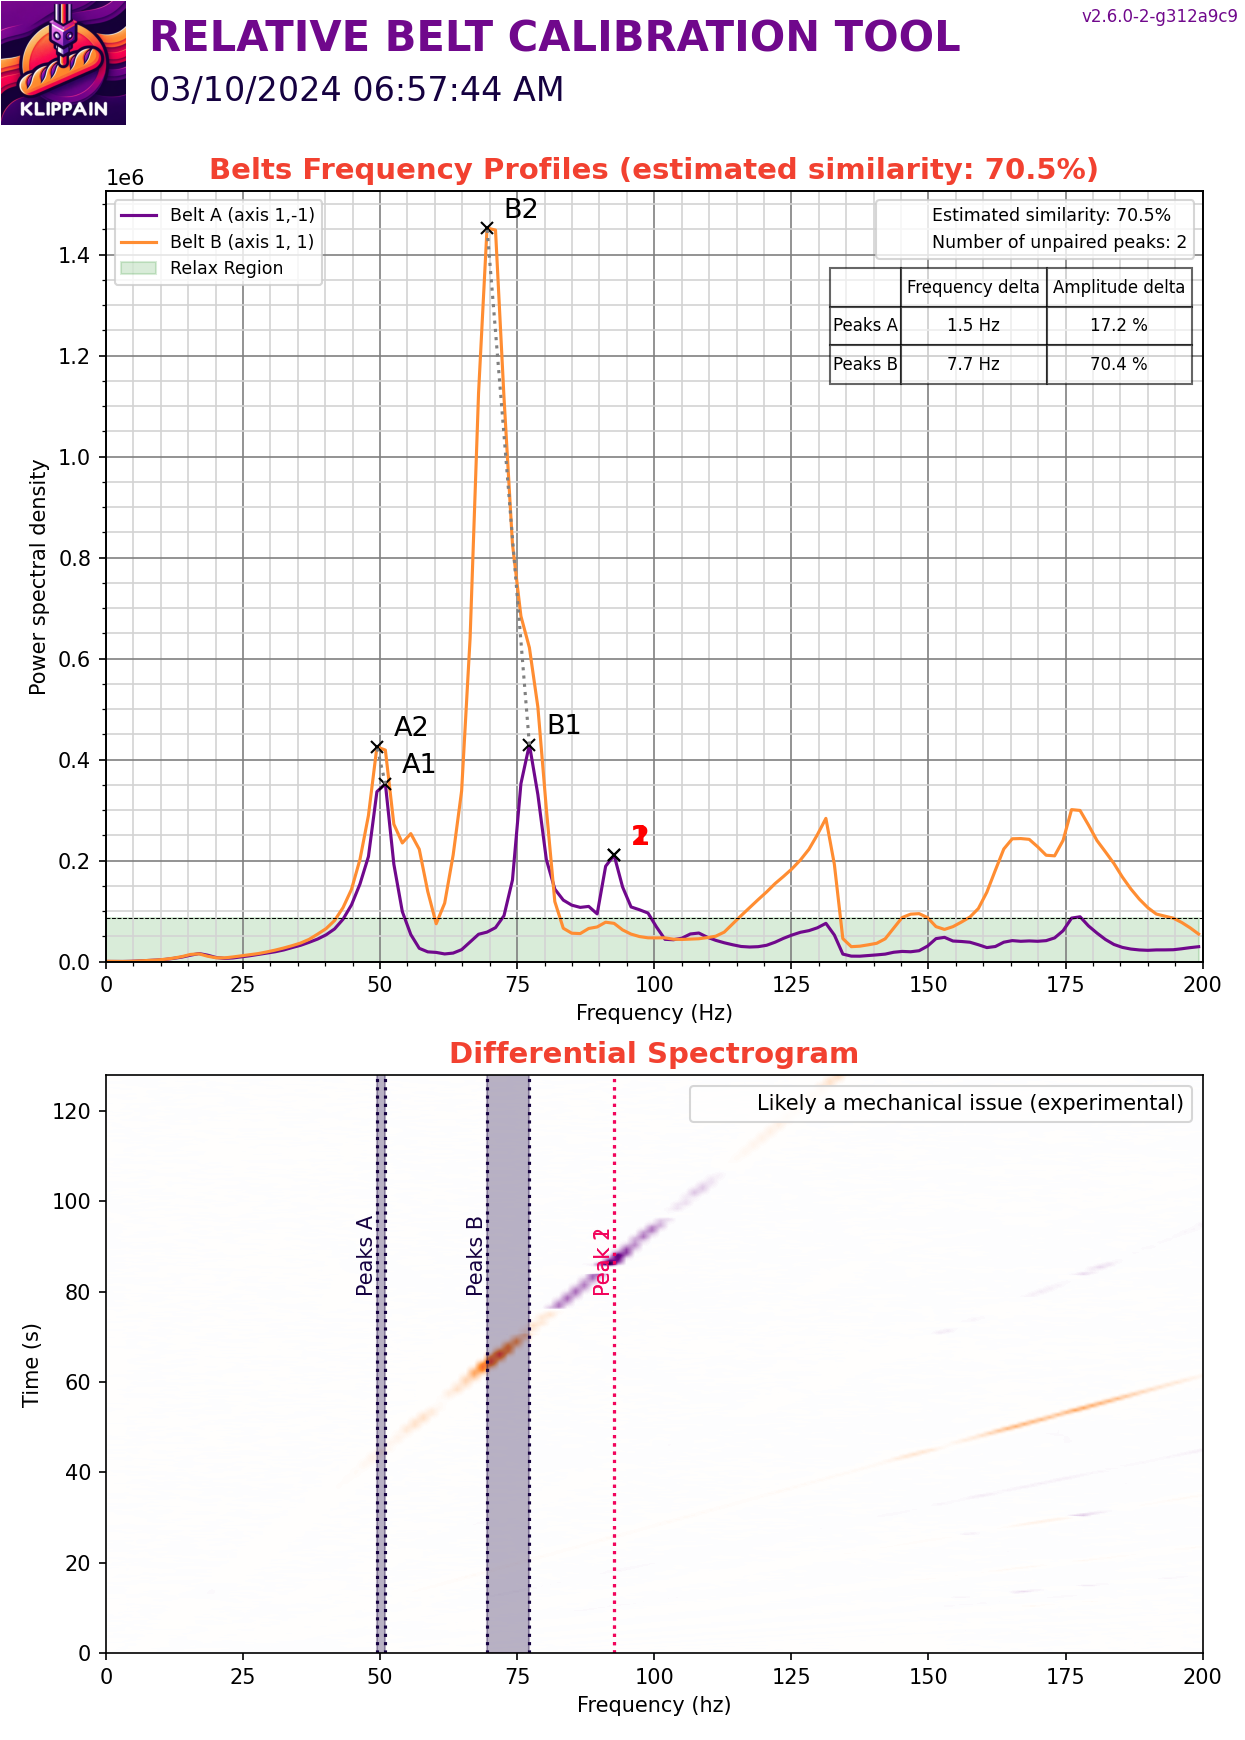 v2.6.0-2-g312a9c9
RELATIVE BELT CALIBRATION TOOL
03/10/2024 06:57:44 AM
KLIPPAIN
Belts Frequency Profiles (estimated similarity: 70.5%)
1e6
Belt A (axis 1,-1)
Belt B (axis 1, 1)
Relax Region
Estimated similarity: 70.5%
Number of unpaired peaks: 2
Frequency delta Amplitude delta
Peaks A 1.5 Hz 17.2 %
Peaks B 7.7 Hz 70.4 %
B2
A2
A1
B1
1.4
1.2
1.0
0.8
0.6
0.4
0.2
0.0
Power spectral density
0 25 50 75 100 125 150 175 200
Frequency (Hz)
Differential Spectrogram
Likely a mechanical issue (experimental)
Peaks A
Peaks B
Peak
120
100
80
60
40
20
0
Time (s)
0 25 50 75 100 125 150 175 200
Frequency (hz)